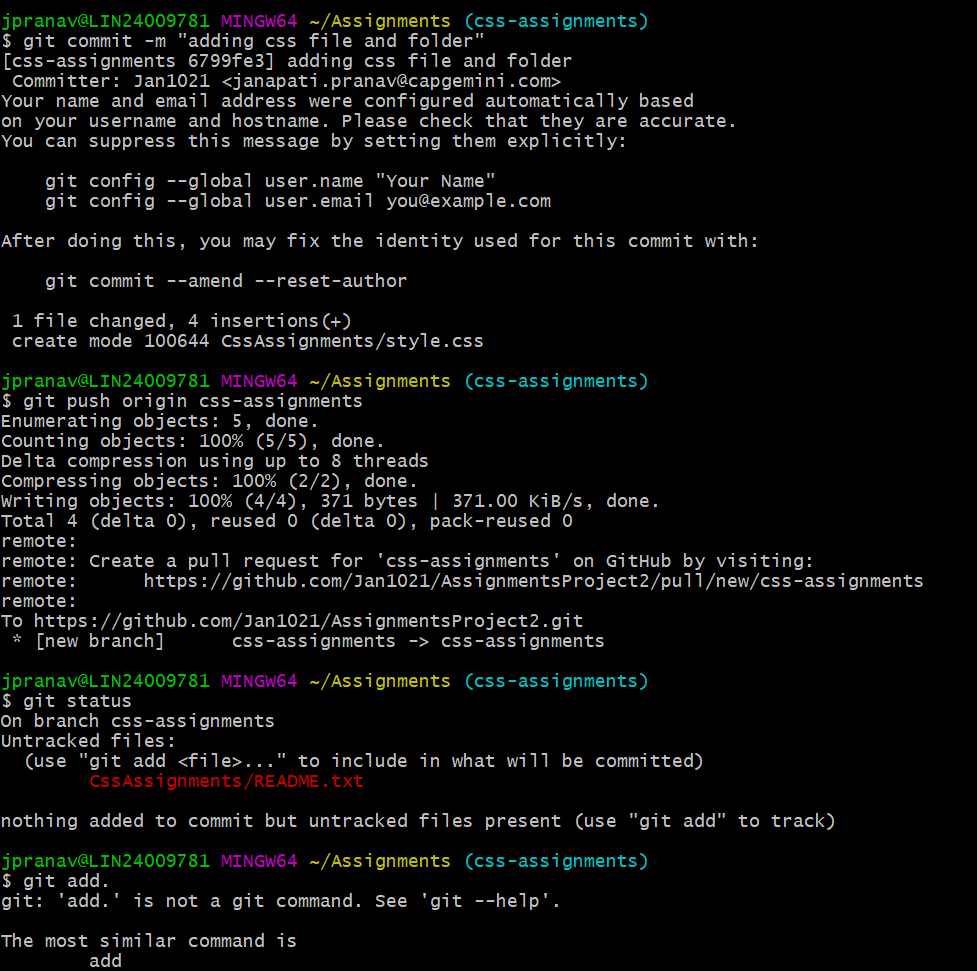 jpranav@LIN24009781 MINGW64 ~/Assignments (css-assignments)
$ git commit -m "adding css file and folder"
[css-assignments 6799fe3] adding css file and folder
 Committer: Jan1021 <janapati.pranav@capgemini.com>
Your name and email address were configured automatically based
on your username and hostname. Please check that they are accurate.
You can suppress this message by setting them explicitly:

    git config --global user.name "Your Name"
    git config --global user.email you@example.com

After doing this, you may fix the identity used for this commit with:

    git commit --amend --reset-author

 1 file changed, 4 insertions(+)
 create mode 100644 CssAssignments/style.css

jpranav@LIN24009781 MINGW64 ~/Assignments (css-assignments)
$ git push origin css-assignments
Enumerating objects: 5, done.
Counting objects: 100% (5/5), done.
Delta compression using up to 8 threads
Compressing objects: 100% (2/2), done.
Writing objects: 100% (4/4), 371 bytes | 371.00 KiB/s, done.
Total 4 (delta 0), reused 0 (delta 0), pack-reused 0
remote:
remote: Create a pull request for 'css-assignments' on GitHub by visiting:
remote:      https://github.com/Jan1021/AssignmentsProject2/pull/new/css-assignments
remote:
To https://github.com/Jan1021/AssignmentsProject2.git
 * [new branch]      css-assignments -> css-assignments

jpranav@LIN24009781 MINGW64 ~/Assignments (css-assignments)
$ git status
On branch css-assignments
Untracked files:
  (use "git add <file>..." to include in what will be committed)
        CssAssignments/README.txt

nothing added to commit but untracked files present (use "git add" to track)

jpranav@LIN24009781 MINGW64 ~/Assignments (css-assignments)
$ git add.
git: 'add.' is not a git command. See 'git --help'.

The most similar command is
        add